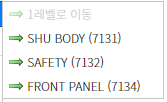 1레벨로 이동
SHU BODY (7131)
SAFETY (7132)
FRONT PANEL (7134)